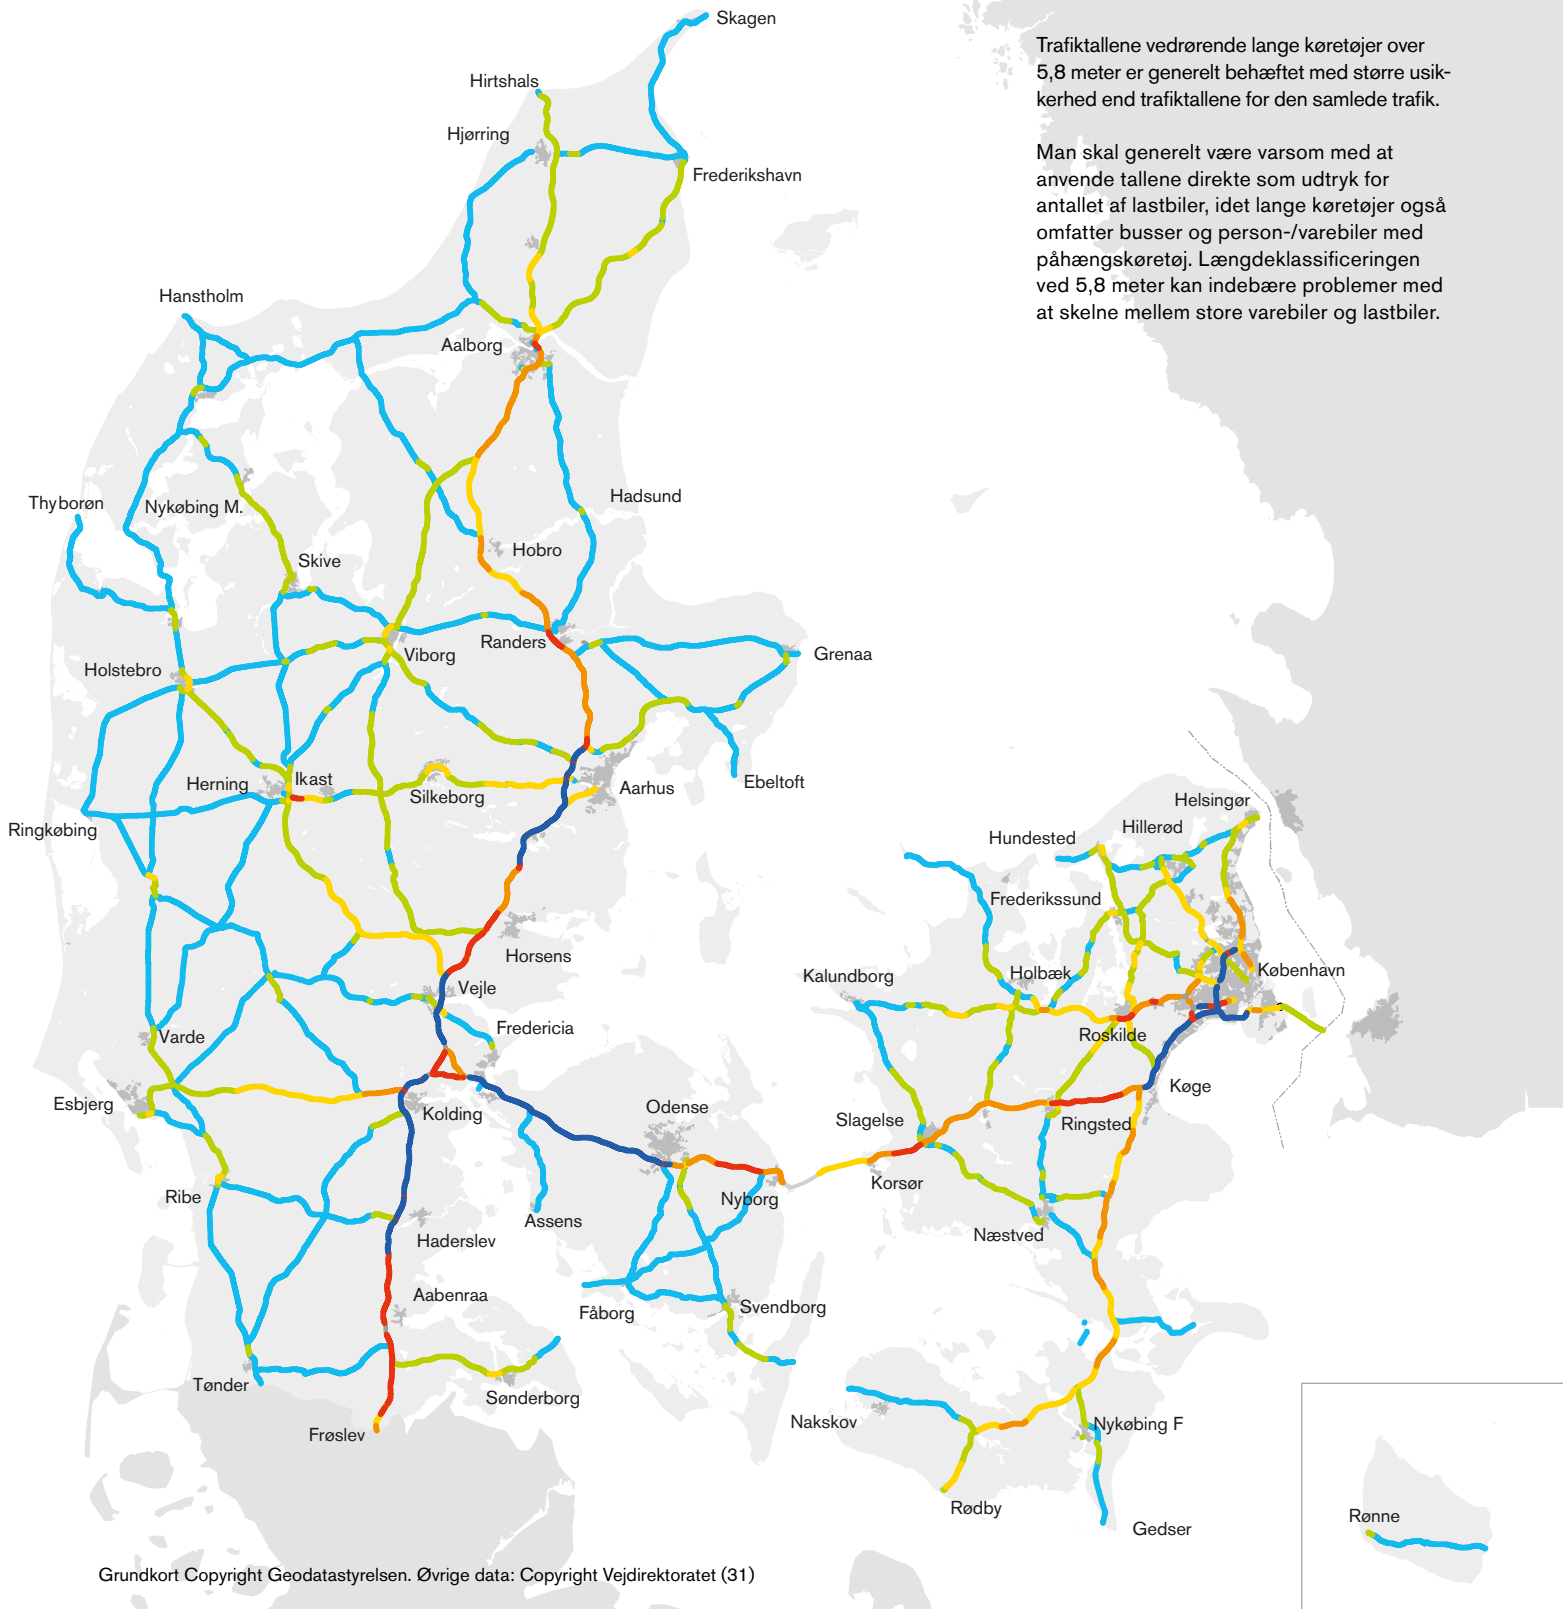 Skagen
Trafiktallene vedrørende lange køretøjer over
5,8 meter er generelt behæftet med større usik-
kerhed end trafiktallene for den samlede trafik.
Man skal generelt være varsom med at
anvende tallene direkte som udtryk for
antallet af lastbiler, idet lange køretøjer også
omfatter busser og person-/varebiler med
påhængskøretøj. Længdeklassificeringen
ved 5,8 meter kan indebære problemer med
at skelne mellem store varebiler og lastbiler.
Hirtshals
Hjørring
Frederikshavn
Hanstholm
Aalborg
Hadsund
Thyborøn
Nykøbing M.
Hobro
Skive
Randers
Viborg
Grenaa
Holstebro
Ikast
Herning
Silkeborg
Aarhus
Ebeltoft
Ringkøbing
Helsingør
Hillerød
Hundested
Frederikssund
Horsens
København
Holbæk
Kalundborg
Vejle
Fredericia
Varde
Roskilde
Køge
Esbjerg
Kolding
Odense
Slagelse
Ringsted
Korsør
Nyborg
Ribe
Assens
Næstved
Haderslev
Aabenraa
Fåborg
Svendborg
Tønder
Sønderborg
Nakskov
Nykøbing F
Frøslev
Rødby
Rønne
Gedser
Grundkort Copyright Geodatastyrelsen. Øvrige data: Copyright Vejdirektoratet (31)